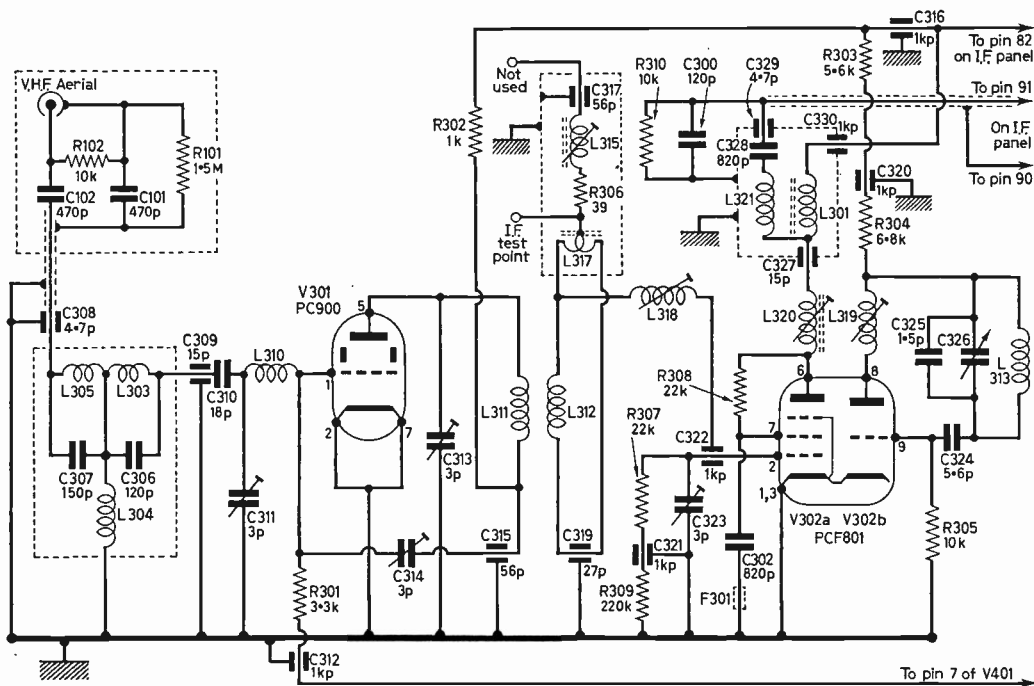 V.H.F. Aerial
R102
10k
C102
470p
C101
470p
R101
1·5M
C308
4·7p
L305
L303
C307
150p
C306
120p
L304
C309
15p
C310
18p
L310
C311
3p
V301
PC900
5
1
2
7
R301
3·3k
C312
1kp
C313
3p
C314
3p
L311
C315
56p
R302
1k
Not used
C317
56p
L315
R306
39
I.F. test point
L317
L312
C319
27p
L318
R310
10k
C300
120p
C329
4·7p
C328
820p
C330
1kp
L321
L301
C327
15p
L320
L319
R303
5·6k
C316
1kp
To pin 82 on I.F. panel
To pin 91
On I.F. panel
To pin 90
C320
1kp
R304
6·8k
R308
22k
R307
22k
C322
1kp
C323
3p
C321
1kp
R309
220k
C302
820p
F301
6
8
7
2
1,3
9
V302a
V302b
PCF801
C325
1·5p
C326
L313
C324
5·6p
R305
10k
To pin 7 of V401